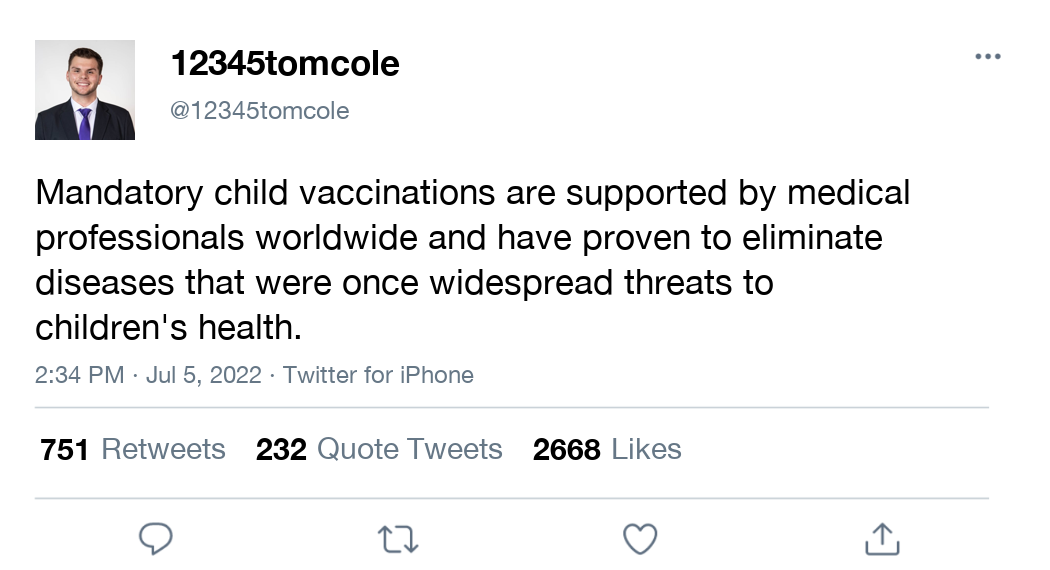 12345tomcole
@12345tomcole
Mandatory child vaccinations are supported by medical
professionals worldwide and have proven to eliminate
diseases that were once widespread threats to
children's health.
2:34 PM · Jul 5, 2022 · Twitter for iPhone
751 Retweets 232 Quote Tweets 2668 Likes